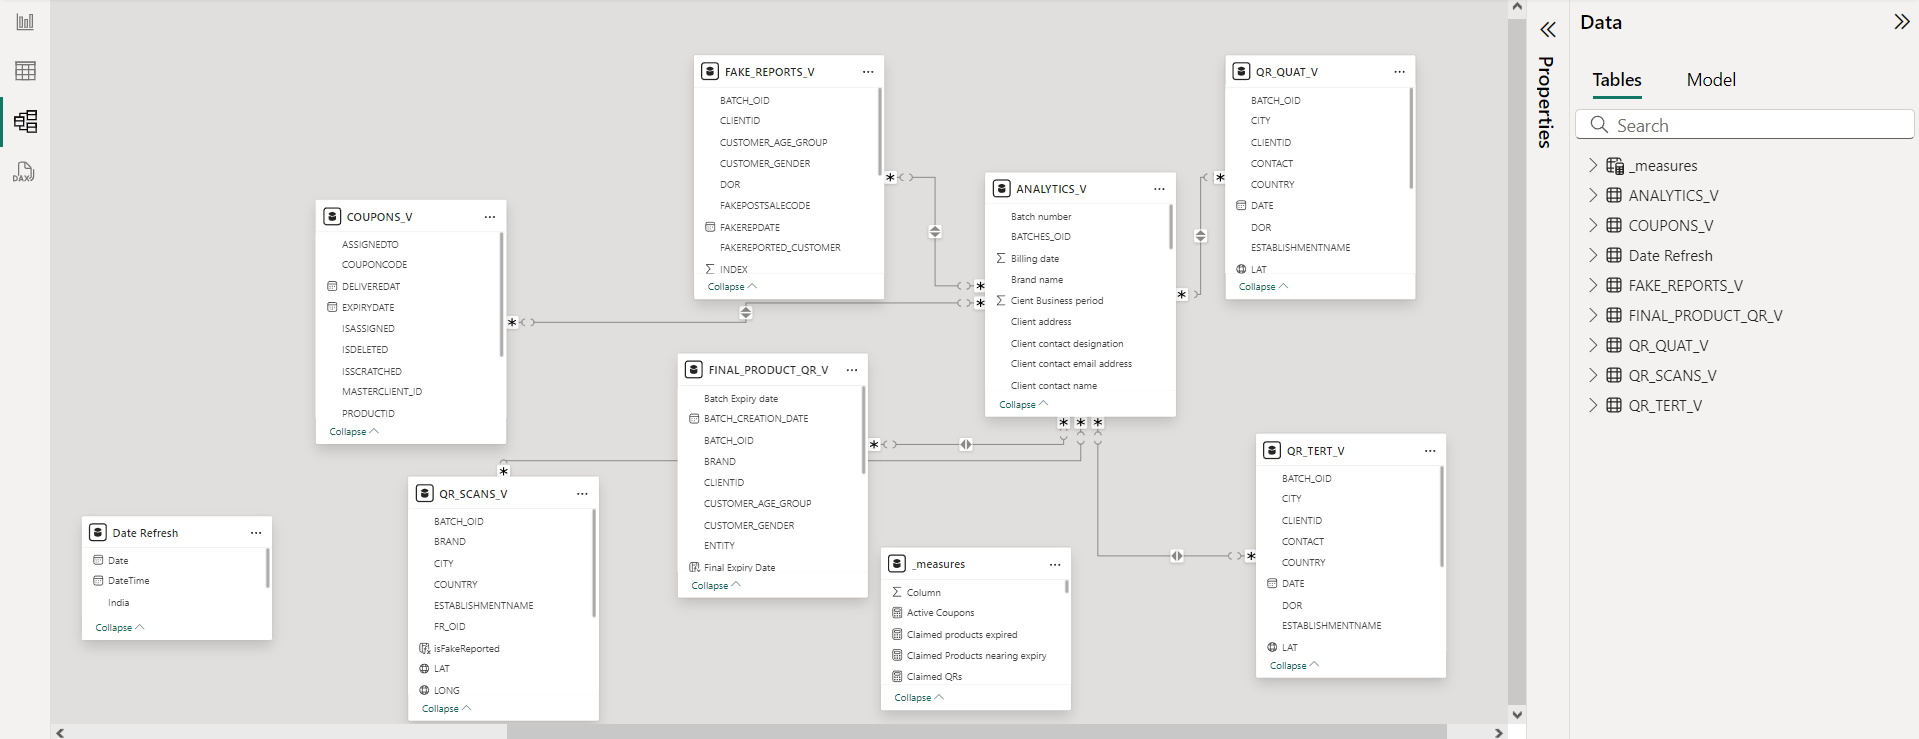 FAKE_REPORTS_V
BATCH_OID
CLIENTID
CUSTOMER_AGE_GROUP
CUSTOMER_GENDER
DOR
FAKEPOSTSALECODE
FAKEREPDATE
FAKEREPORTED_CUSTOMER
INDEX
Collapse
QR_QUAT_V
BATCH_OID
CITY
CLIENTID
CONTACT
COUNTRY
DATE
DOR
ESTABLISHMENTNAME
LAT
Collapse
ANALYTICS_V
Batch number
BATCHES_OID
Billing date
Brand name
Cient Business period
Client address
Client contact designation
Client contact email address
Client contact name
Collapse
COUPONS_V
ASSIGNEDTO
COUPONCODE
DELIVEREDAT
EXPIRYDATE
ISASSIGNED
ISDELETED
ISSCRATCHED
MASTERCLIENT_ID
PRODUCTID
Collapse
FINAL_PRODUCT_QR_V
Batch Expiry date
BATCH_CREATION_DATE
BATCH_OID
BRAND
CLIENTID
CUSTOMER_AGE_GROUP
CUSTOMER_GENDER
ENTITY
Final Expiry Date
Collapse
QR_TERT_V
BATCH_OID
CITY
CLIENTID
CONTACT
COUNTRY
DATE
DOR
ESTABLISHMENTNAME
LAT
Collapse
QR_SCANS_V
BATCH_OID
BRAND
CITY
COUNTRY
ESTABLISHMENTNAME
FR_OID
isFakeReported
LAT
LONG
Collapse
Date Refresh
Date
DateTime
India
Collapse
_measures
Column
Active Coupons
Claimed products expired
Claimed Products nearing expiry
Claimed QRs
Collapse
DAX
Properties
Data
Tables Model
Search
_measures
ANALYTICS_V
COUPONS_V
Date Refresh
FAKE_REPORTS_V
FINAL_PRODUCT_QR_V
QR_QUAT_V
QR_SCANS_V
QR_TERT_V